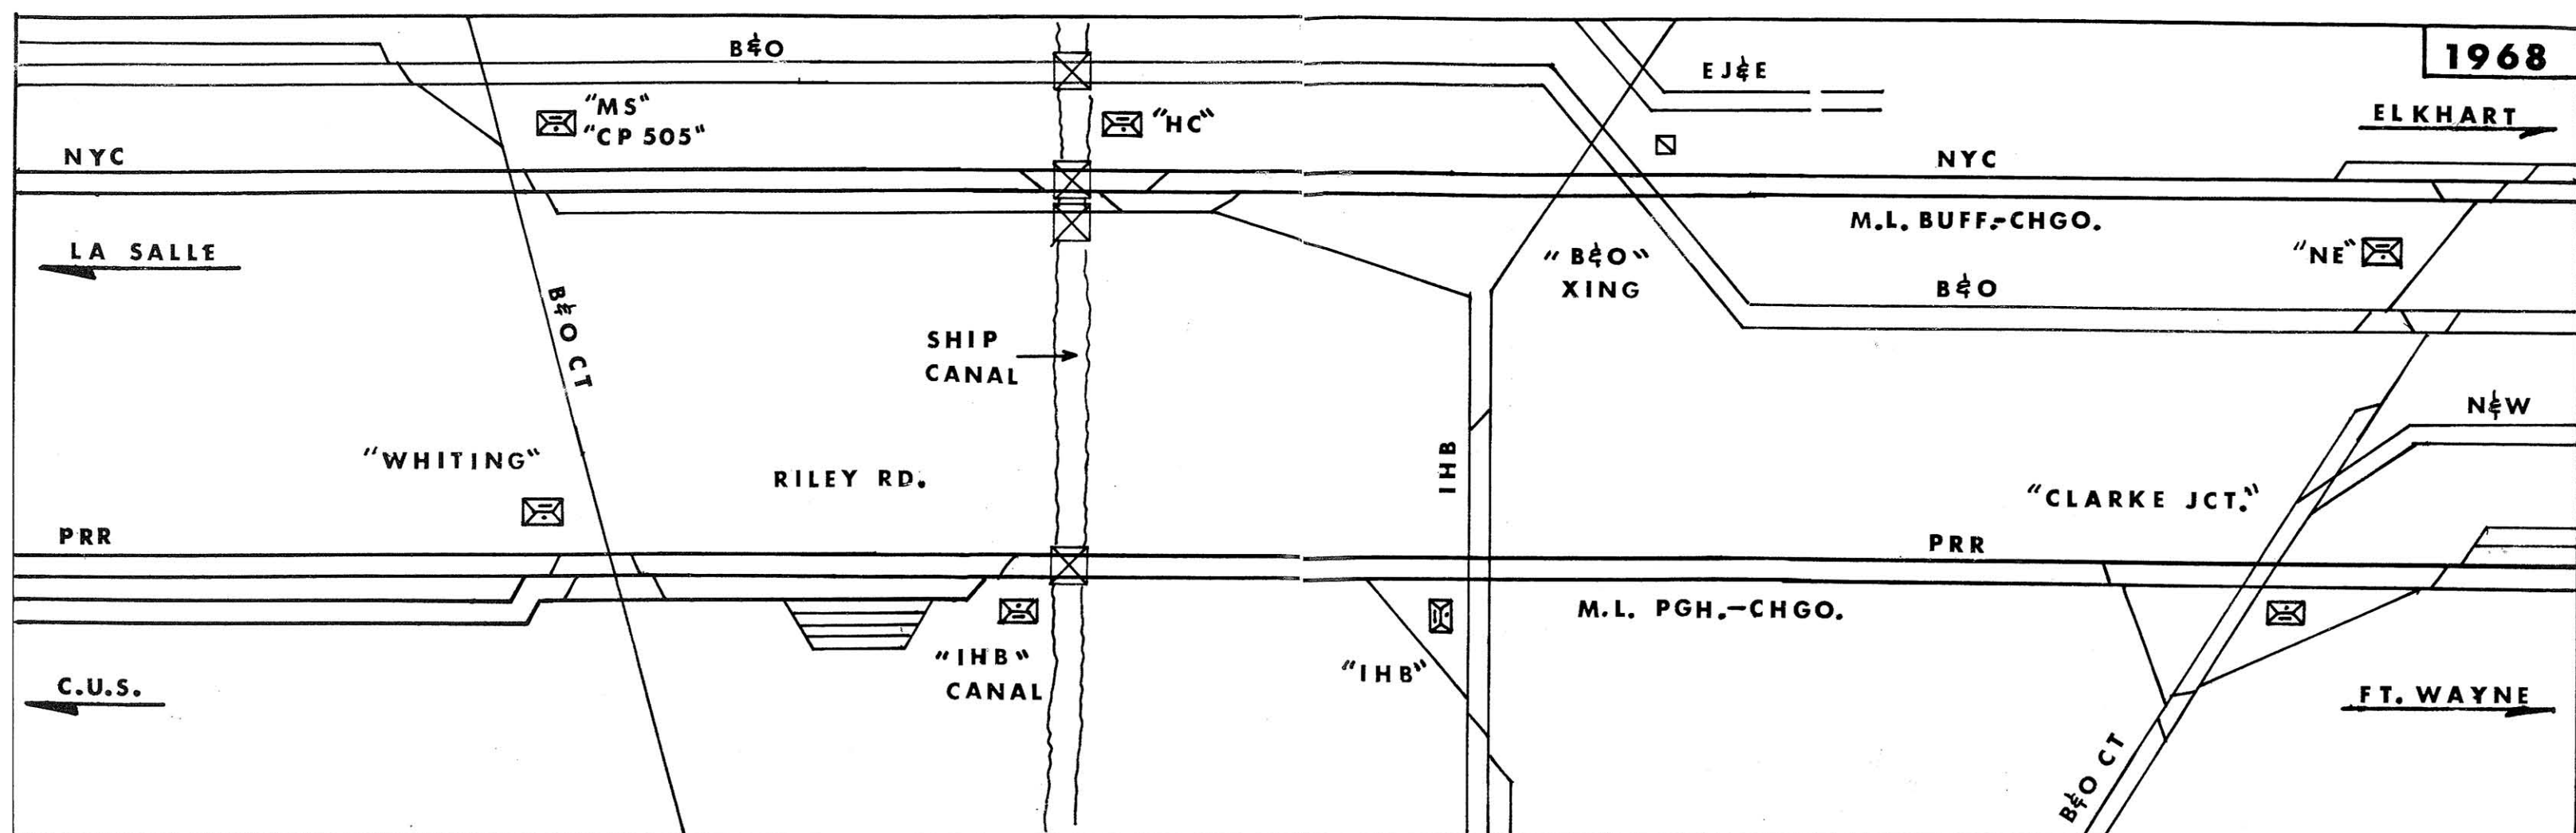 B&O
EJ&E
1968
"MS"
"CP 505"
"HC"
ELKHART
NYC
NYC
M.L. BUFF.-CHGO.
LA SALLE
"B&O"
XING
"NE"
B&O
B&O CT
SHIP
CANAL
N&W
"WHITING"
RILEY RD.
IHB
"CLARKE JCT."
PRR
PRR
M.L. PGH.-CHGO.
"IHB"
CANAL
"IHB"
C.U.S.
FT. WAYNE
B&O CT